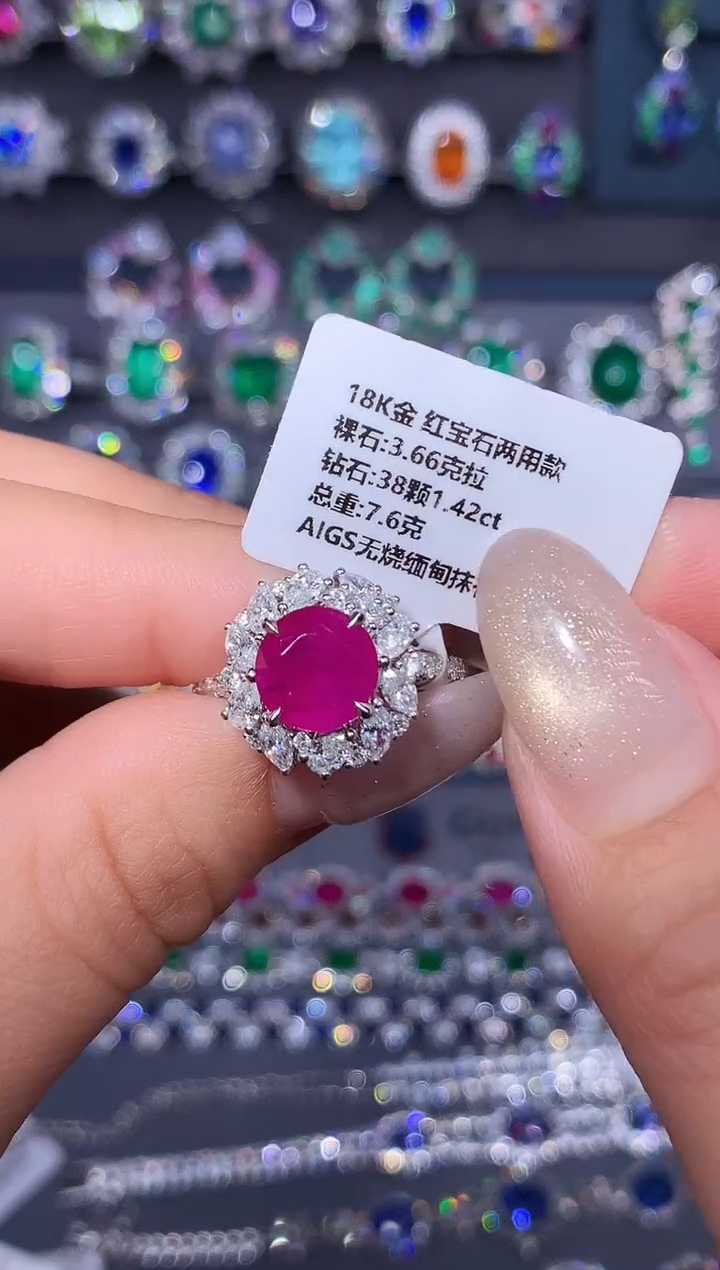 18K金 红宝石两用款
裸石:3.66克拉
钻石:38颗1.42ct
总重:7.6克
AIGS无烧缅甸抹